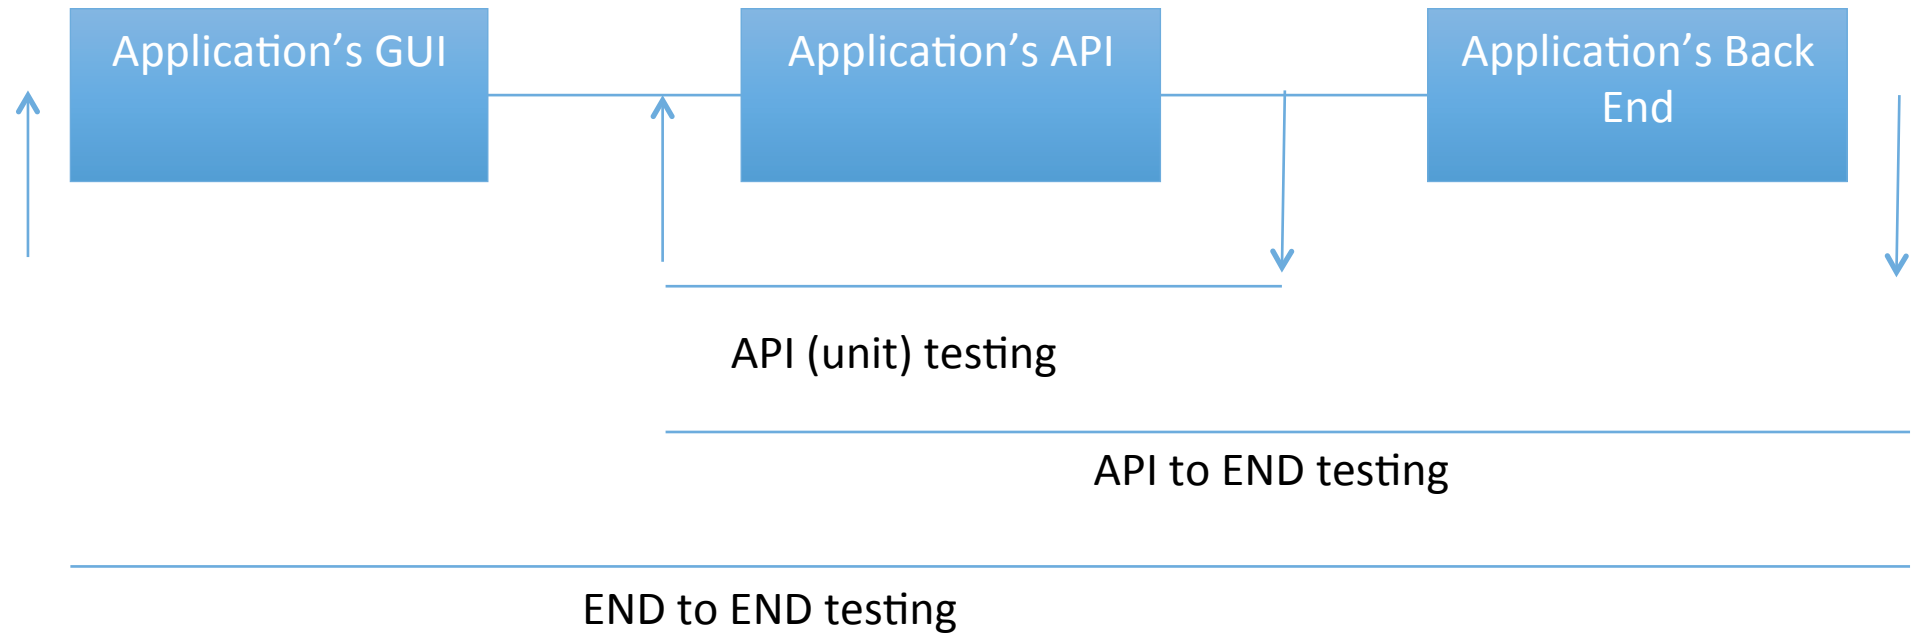 Application's GUI
Application's API
Application's Back
End
API (unit) testing
API to END testing
END to END testing